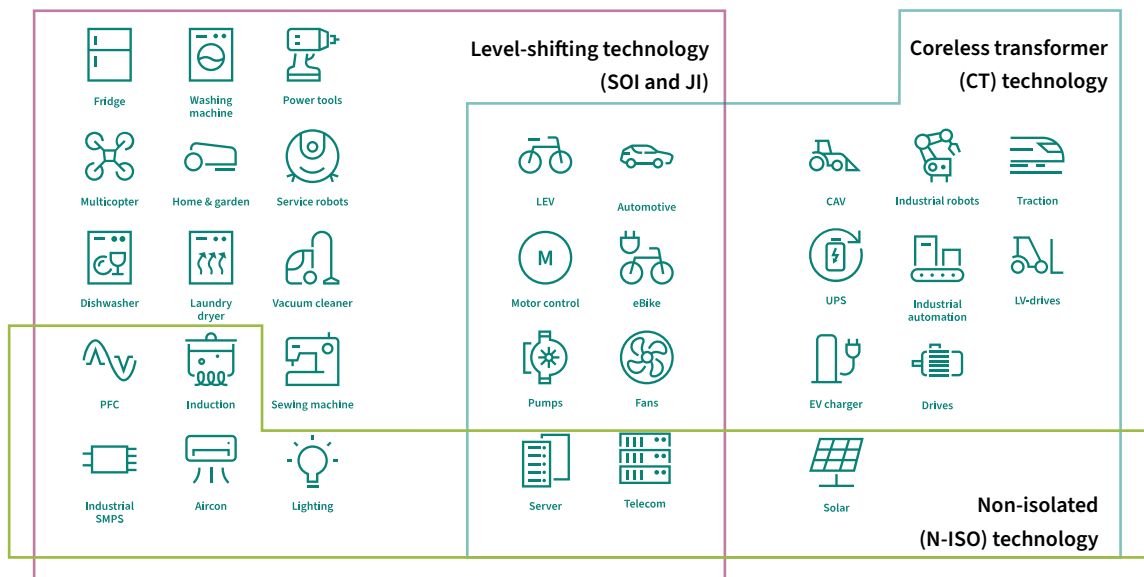 Level-shifting technology
(SOI and JI)
Coreless transformer
(CT) technology
Fridge
Washing
machine
Power tools
Multicopter
Home & garden
Service robots
LEV
Automotive
CAV
Industrial robots
Traction
Dishwasher
Laundry
dryer
Vacuum cleaner
M
Motor control
eBike
UPS
Industrial
automation
LV-drives
PFC
Induction
Sewing machine
Pumps
Fans
EV charger
Drives
Industrial
SMPS
Aircon
Lighting
Server
Telecom
Solar
Non-isolated
(N-ISO) technology